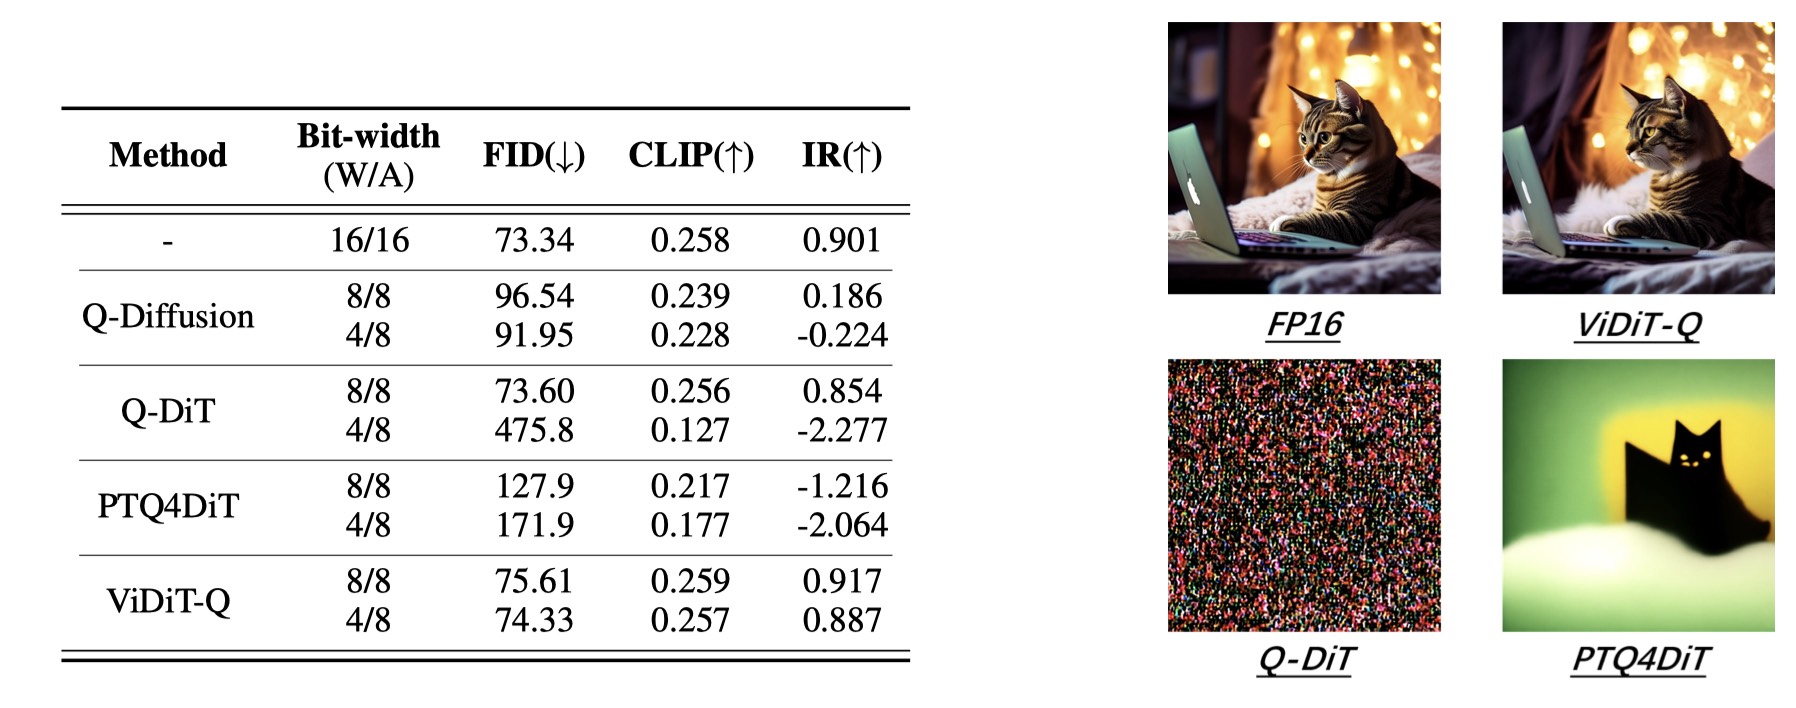 Method Bit-width (W/A) FID(↓) CLIP(↑) IR(↑)
- 16/16 73.34 0.258 0.901
Q-Diffusion 8/8 96.54 0.239 0.186
4/8 91.95 0.228 -0.224
Q-DiT 8/8 73.60 0.256 0.854
4/8 475.8 0.127 -2.277
PTQ4DiT 8/8 127.9 0.217 -1.216
4/8 171.9 0.177 -2.064
ViDiT-Q 8/8 75.61 0.259 0.917
4/8 74.33 0.257 0.887
FP16
ViDiT-Q
Q-DiT
PTQ4DiT